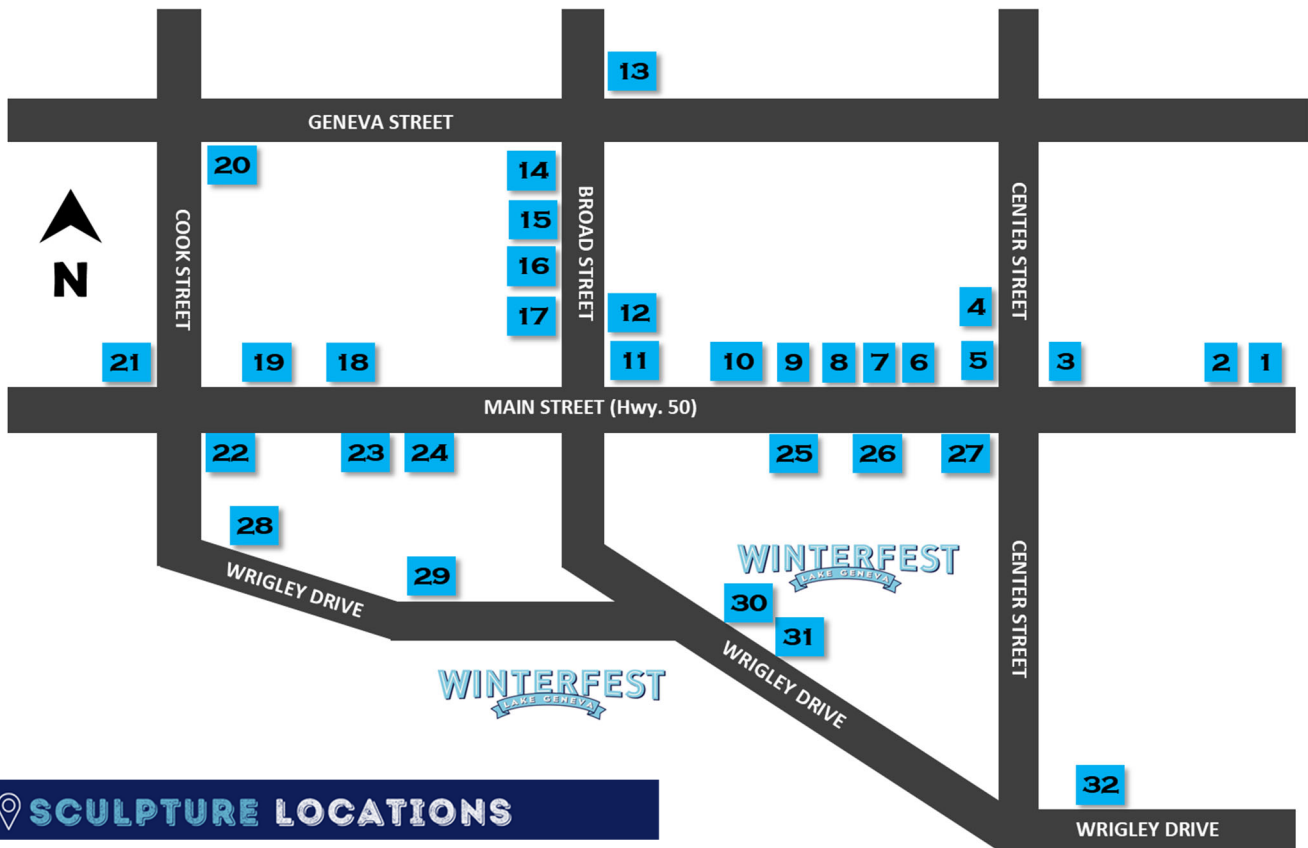 13
GENEVA STREET
20
14
15
16
17
COOK STREET
BROAD STREET
CENTER STREET
N
12
4
21
19
18
11
10
9
8
7
6
5
3
2
1
MAIN STREET (Hwy. 50)
22
23
24
25
26
27
28
29
WRIGLEY DRIVE
WINTERFEST
LAKE GENEVA
30
31
CENTER STREET
WRIGLEY DRIVE
WINTERFEST
LAKE GENEVA
32
WRIGLEY DRIVE
SCULPTURE LOCATIONS